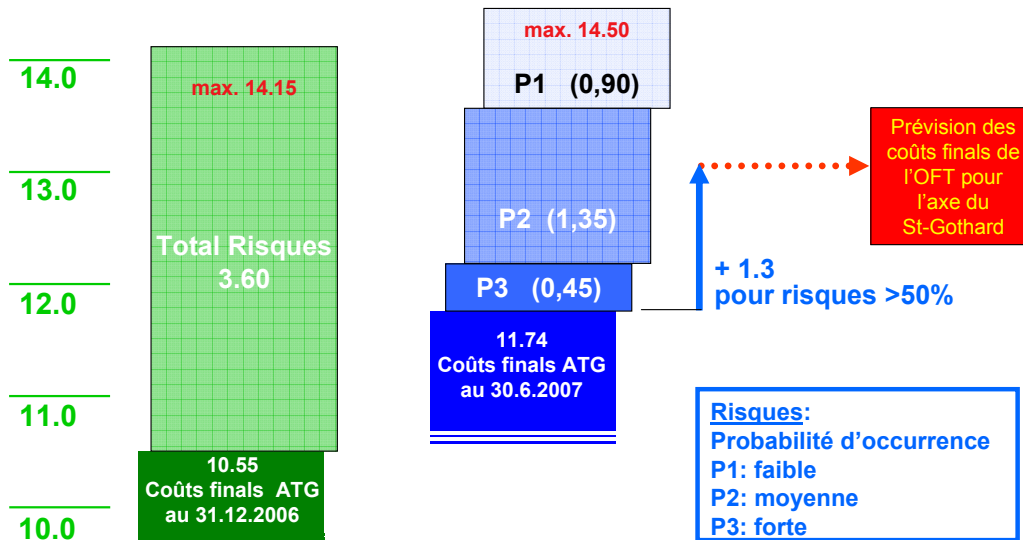 14.0
13.0
12.0
11.0
10.0
max. 14.15
Total Risques
3.60
10.55
Coûts finals ATG
au 31.12.2006
max. 14.50
P1 (0,90)
P2 (1,35)
P3 (0,45)
11.74
Coûts finals ATG
au 30.6.2007
+ 1.3
pour risques >50%
Prévision des
coûts finals de
l'OFT pour
l'axe du
St-Gothard
Risques:
Probabilité d'occurrence
P1: faible
P2: moyenne
P3: forte